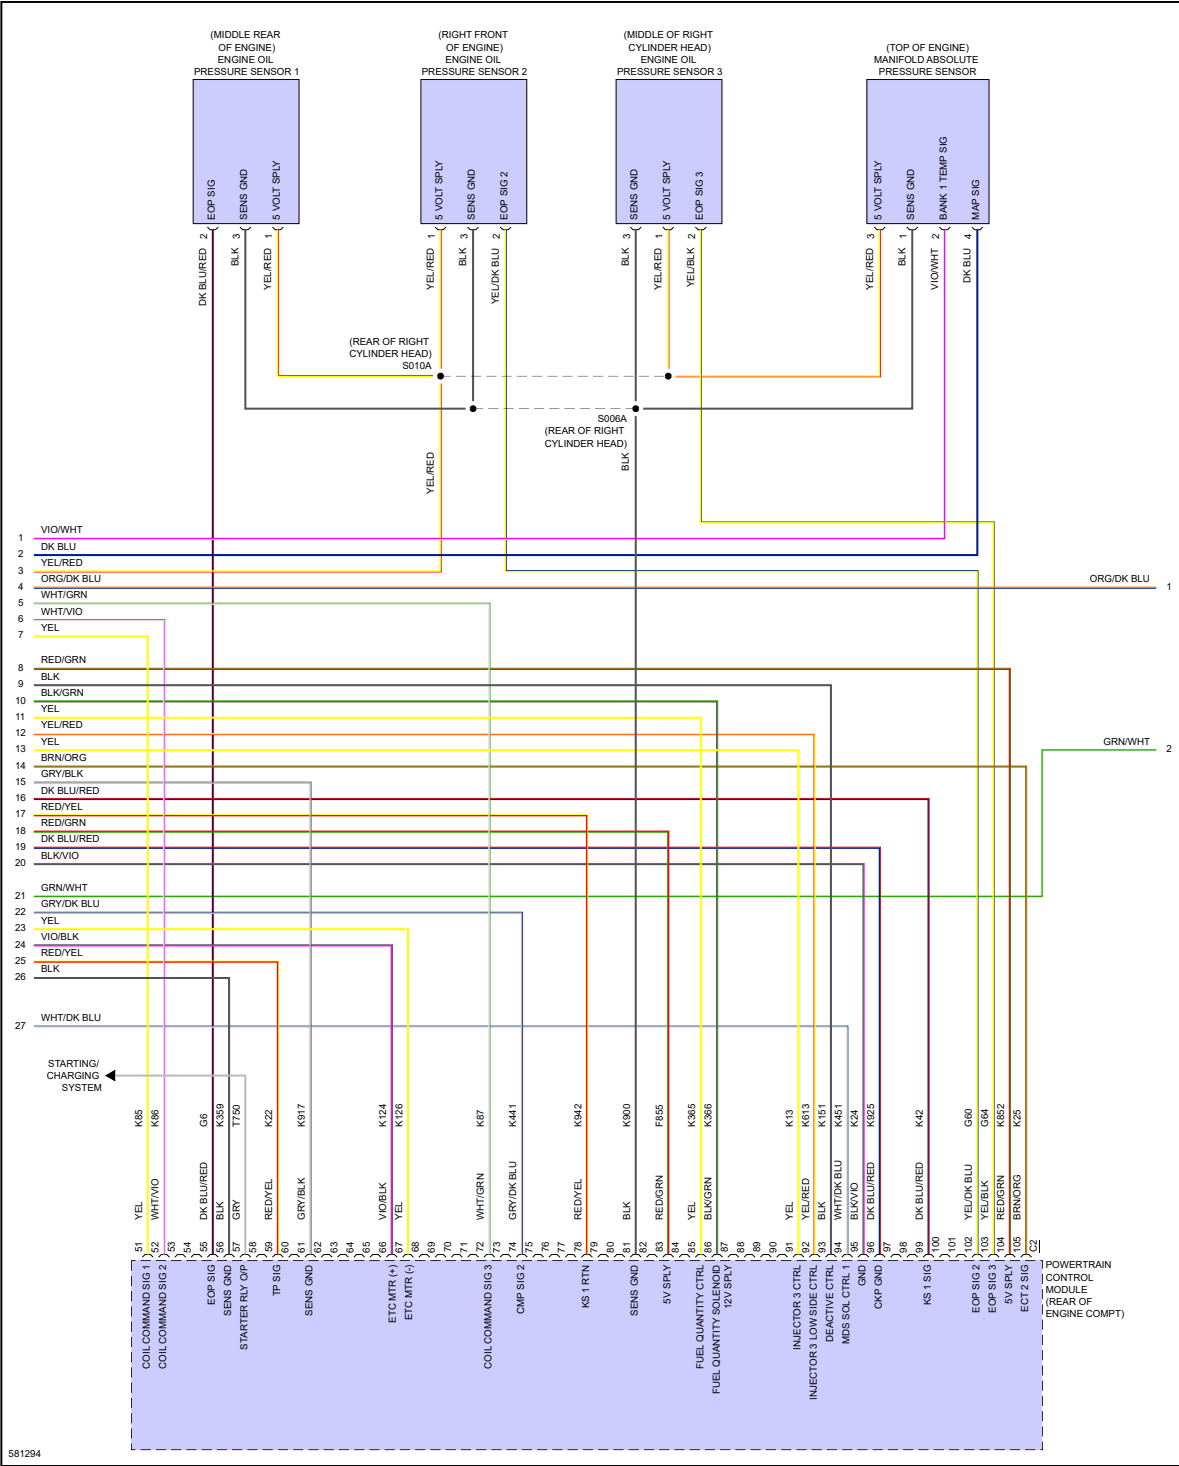 (MIDDLE REAR
OF ENGINE)
ENGINE OIL
PRESSURE SENSOR 1
(RIGHT FRONT
OF ENGINE)
ENGINE OIL
PRESSURE SENSOR 2
(MIDDLE OF RIGHT
CYLINDER HEAD)
ENGINE OIL
PRESSURE SENSOR 3
(TOP OF ENGINE)
MANIFOLD ABSOLUTE
PRESSURE SENSOR
EOP SIG
SENS GND
5 VOLT SPLY
5 VOLT SPLY
SENS GND
EOP SIG 2
SENS GND
5 VOLT SPLY
EOP SIG 3
5 VOLT SPLY
SENS GND
BANK 1 TEMP SIG
MAP SIG
2 3 1 1 3 2 3 1 2 3 1 2 4
DK BLU/RED
BLK
YEL/RED
YEL/RED
BLK
YEL/DK BLU
BLK
YEL/RED
YEL/BLK
YEL/RED
BLK
VIO/WHT
DK BLU
(REAR OF RIGHT
CYLINDER HEAD)
S010A
S006A
(REAR OF RIGHT
CYLINDER HEAD)
YEL/RED
BLK
1 VIO/WHT
2 DK BLU
3 YEL/RED
4 ORG/DK BLU
ORG/DK BLU 1
5 WHT/GRN
6 WHT/VIO
7 YEL
8 RED/GRN
9 BLK
10 BLK/GRN
11 YEL
12 YEL/RED
13 YEL
GRN/WHT 2
14 BRN/ORG
15 GRY/BLK
16 DK BLU/RED
17 RED/YEL
18 RED/GRN
19 DK BLU/RED
20 BLK/VIO
21 GRN/WHT
22 GRY/DK BLU
23 YEL
24 VIO/BLK
25 RED/YEL
26 BLK
27 WHT/DK BLU
STARTING/
CHARGING
SYSTEM
K85 K86 G6 K359 T750 K22 K917 K124 K126 K87 K441 K942 K900 F855 K365 K366 K13 K613 K151 K451 K24 K925 K42 G60 G64 K852 K25
YEL WHT/VIO DK BLU/RED BLK GRY RED/YEL GRY/BLK VIO/BLK YEL WHT/GRN GRY/DK BLU RED/YEL BLK RED/GRN YEL BLK/GRN YEL YEL/RED BLK WHT/DK BLU BLK/VIO DK BLU/RED DK BLU/RED YEL/DK BLU YEL/BLK RED/GRN BRN/ORG
51 52 53 54 55 56 57 58 59 60 61 62 63 64 65 66 67 68 69 70 71 72 73 74 75 76 77 78 79 80 81 82 83 84 85 86 87 88 89 90 91 92 93 94 95 96 97 98 99 100 101 102 103 104 105 C2
COIL COMMAND SIG 1
COIL COMMAND SIG 2
EOP SIG
SENS GND
STARTER RLY O/P
TP SIG
SENS GND
ETC MTR (+)
ETC MTR (-)
COIL COMMAND SIG 3
CMP SIG 2
KS 1 RTN
SENS GND
5V SPLY
FUEL QUANTITY CTRL
FUEL QUANTITY SOLENOID
12V SPLY
INJECTOR 3 CTRL
INJECTOR 3 LOW SIDE CTRL
DEACTIVE CTRL
MDS SOL CTRL 1
GND
CKP GND
KS 1 SIG
EOP SIG 2
EOP SIG 3
5V SPLY
ECT 2 SIG
POWERTRAIN
CONTROL
MODULE
(REAR OF
ENGINE COMPT)
581294